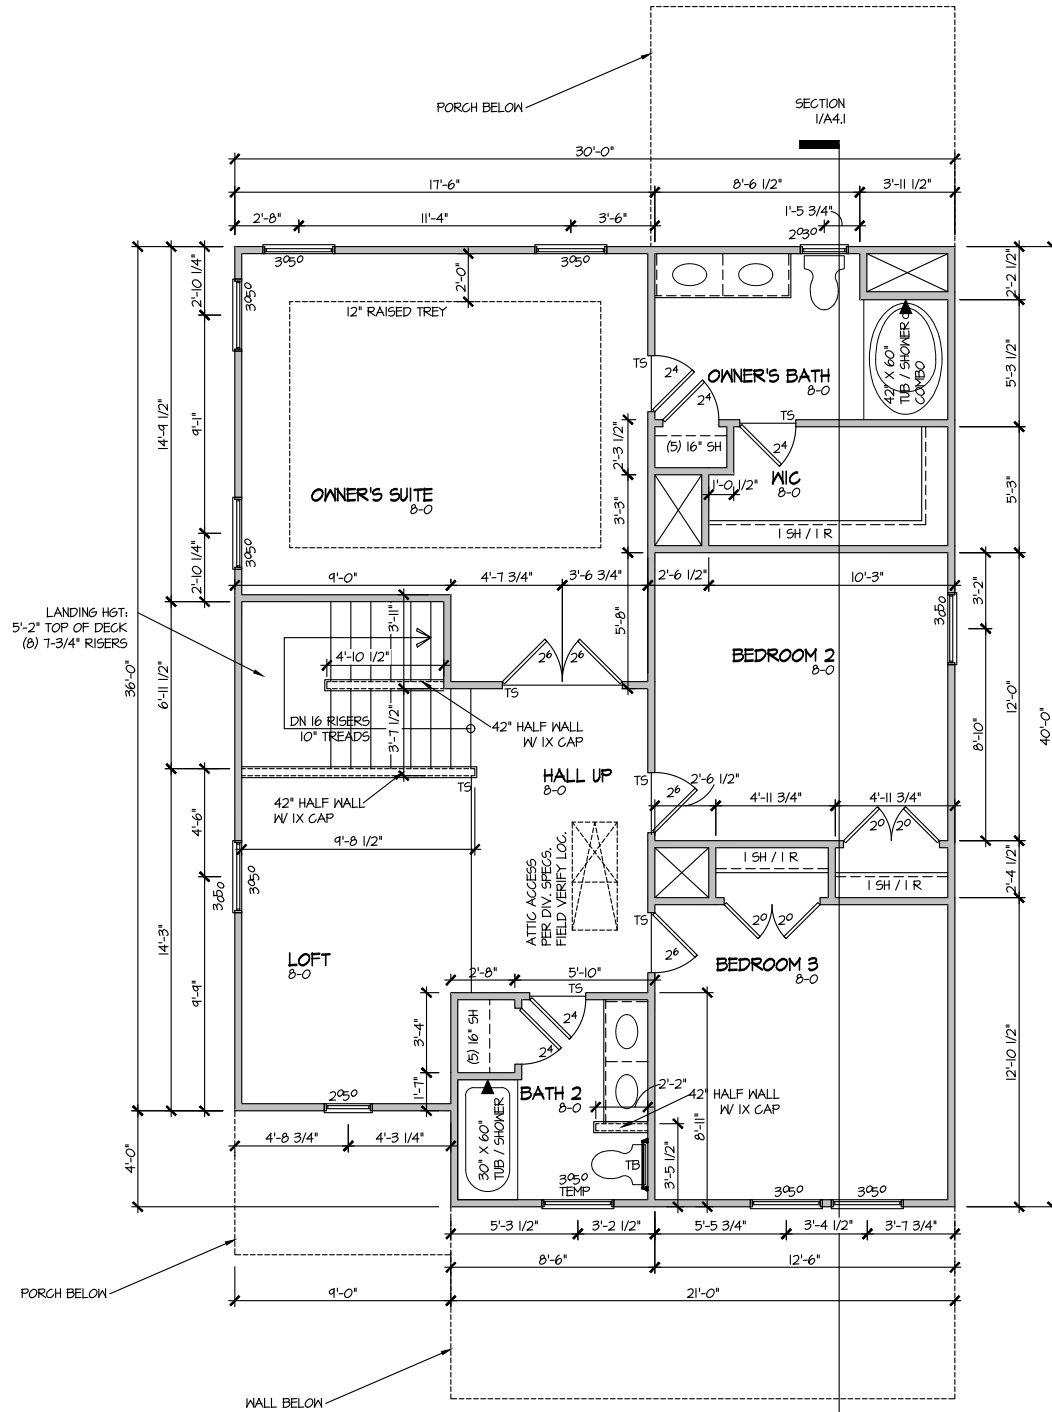 PORCH BELOW
SECTION
1/A4.1
30'-0"
17'-6"
8'-6 1/2"
3'-11 1/2"
1'-5 3/4"
2'-8"
11'-4"
3'-6"
2030
3050
3050
2'-10 1/4"
3050
2'-0"
2'-2 1/2"
12" RAISED TREY
TS
24
OWNER'S BATH
8-0
42" X 60"
TUB / SHOWER
COMBO
5'-3 1/2"
24
14'-9 1/2"
9'-1"
TS
24
2'-3 1/2"
(5) 16" SH
OWNER'S SUITE
8-0
WIC
8-0
1'-0 1/2"
5'-3"
3'-3"
1 SH / 1 R
3050
2'-10 1/4"
9'-0"
4'-7 3/4"
3'-6 3/4"
2'-6 1/2"
10'-3"
3'-2"
LANDING HGT:
5'-2" TOP OF DECK
(8) 7-3/4" RISERS
3'-11"
5'-8"
3050
36'-0"
6'-11 1/2"
4'-10 1/2"
26
26
BEDROOM 2
8-0
TS
12'-0"
40'-0"
DN 16 RISERS
10" TREADS
3'-7 1/2"
42" HALF WALL
W/ 1X CAP
8'-10"
HALL UP
8-0
TS
TS
26
2'-6 1/2"
42" HALF WALL
W/ 1X CAP
4'-11 3/4"
4'-11 3/4"
4'-6"
9'-8 1/2"
20
20
1 SH / 1 R
1 SH / 1 R
2'-4 1/2"
ATTIC ACCESS
PER DIV. SPECS.
FIELD VERIFY LOC.
3050
3050
TS
20
20
26
14'-3"
LOFT
8-0
BEDROOM 3
8-0
9'-9"
2'-8"
5'-10"
TS
3'-4"
(5) 16" SH
24
24
12'-10 1/2"
1'-7"
BATH 2
8-0
2'-2"
42" HALF WALL
W/ 1X CAP
2050
30" X 60"
TUB / SHOWER
8'-11"
4'-8 3/4"
4'-3 1/4"
4'-0"
TB
3'-5 1/2"
3050
TEMP
3050
3050
5'-3 1/2"
3'-2 1/2"
5'-5 3/4"
3'-4 1/2"
3'-7 3/4"
8'-6"
12'-6"
PORCH BELOW
9'-0"
21'-0"
WALL BELOW